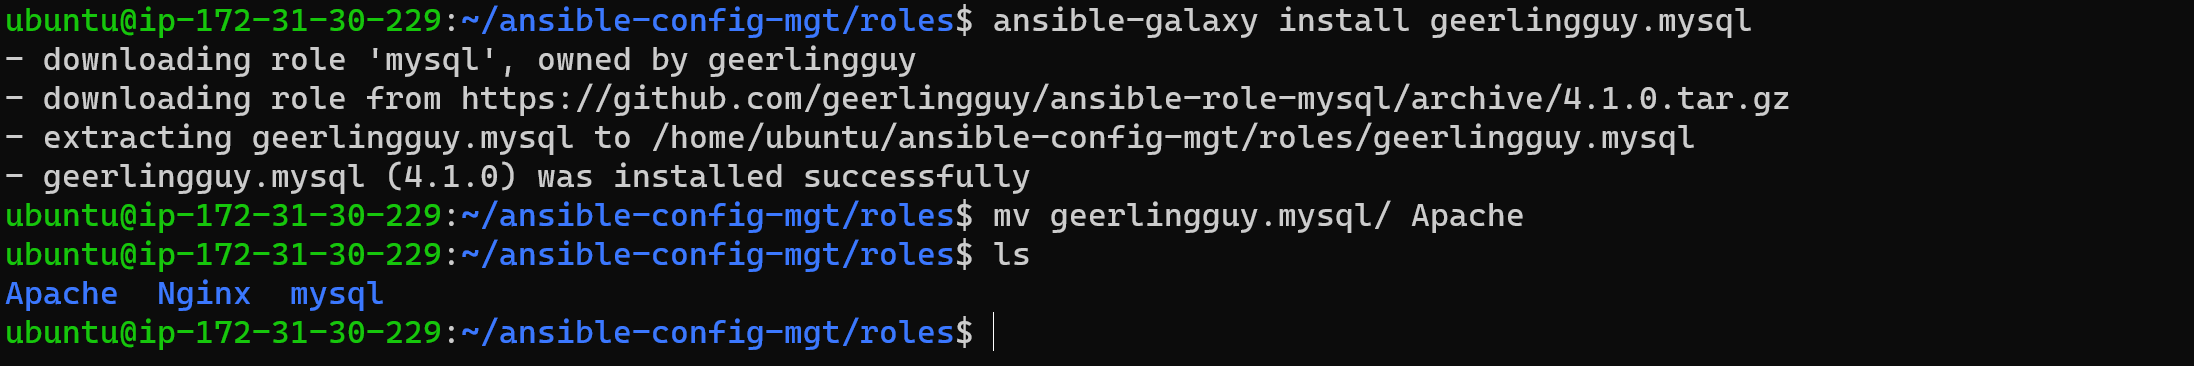 ubuntu@ip-172-31-30-229:~/ansible-config-mgt/roles$ ansible-galaxy install geerlingguy.mysql
- downloading role 'mysql', owned by geerlingguy
- downloading role from https://github.com/geerlingguy/ansible-role-mysql/archive/4.1.0.tar.gz
- extracting geerlingguy.mysql to /home/ubuntu/ansible-config-mgt/roles/geerlingguy.mysql
- geerlingguy.mysql (4.1.0) was installed successfully
ubuntu@ip-172-31-30-229:~/ansible-config-mgt/roles$ mv geerlingguy.mysql/ Apache
ubuntu@ip-172-31-30-229:~/ansible-config-mgt/roles$ ls
Apache  Nginx  mysql
ubuntu@ip-172-31-30-229:~/ansible-config-mgt/roles$